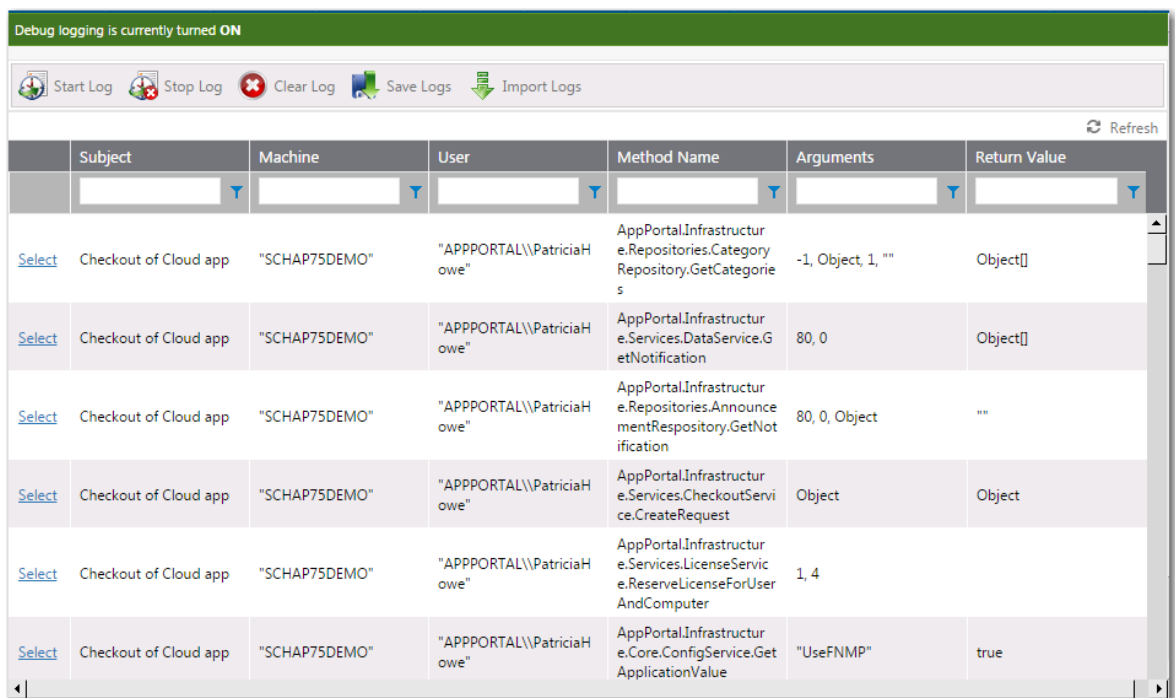 Debug logging is currently turned ON
Start Log Stop Log Clear Log Save Logs Import Logs
Refresh
Subject Machine User Method Name Arguments Return Value
Select Checkout of Cloud app "SCHAP75DEMO" "APPPORTAL\\PatriciaH
owe" AppPortal.Infrastructur
e.Repositories.Category
Repository.GetCategorie
s -1, Object, 1, "" Object[]
Select Checkout of Cloud app "SCHAP75DEMO" "APPPORTAL\\PatriciaH
owe" AppPortal.Infrastructur
e.Services.DataService.G
etNotification 80, 0 Object[]
Select Checkout of Cloud app "SCHAP75DEMO" "APPPORTAL\\PatriciaH
owe" AppPortal.Infrastructur
e.Repositories.Announce
mentRespository.GetNot
ification 80, 0, Object ""
Select Checkout of Cloud app "SCHAP75DEMO" "APPPORTAL\\PatriciaH
owe" AppPortal.Infrastructur
e.Services.CheckoutServi
ce.CreateRequest Object Object
Select Checkout of Cloud app "SCHAP75DEMO" "APPPORTAL\\PatriciaH
owe" AppPortal.Infrastructur
e.Services.LicenseServic
e.ReserveLicenseForUser
AndComputer 1, 4
Select Checkout of Cloud app "SCHAP75DEMO" "APPPORTAL\\PatriciaH
owe" AppPortal.Infrastructur
e.Core.ConfigService.Get
ApplicationValue "UseFNMP" true